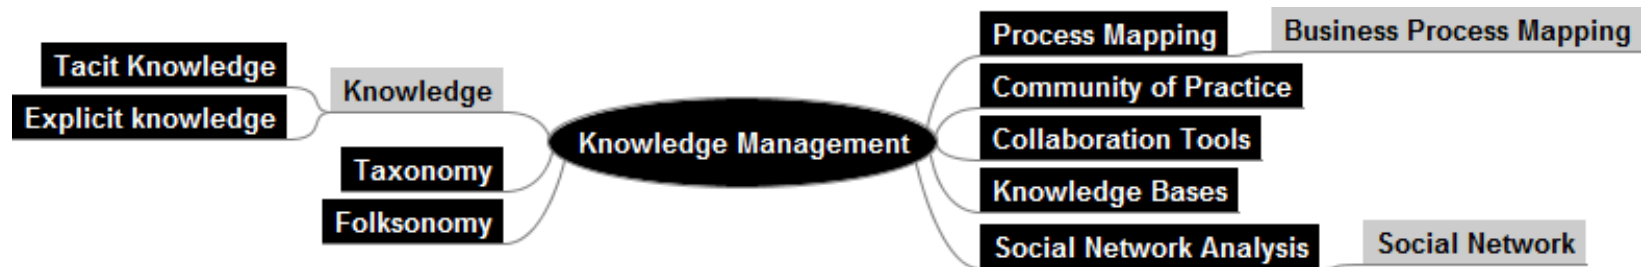 Tacit Knowledge
Explicit knowledge
Knowledge
Taxonomy
Folksonomy
Knowledge Management
Process Mapping
Business Process Mapping
Community of Practice
Collaboration Tools
Knowledge Bases
Social Network Analysis
Social Network